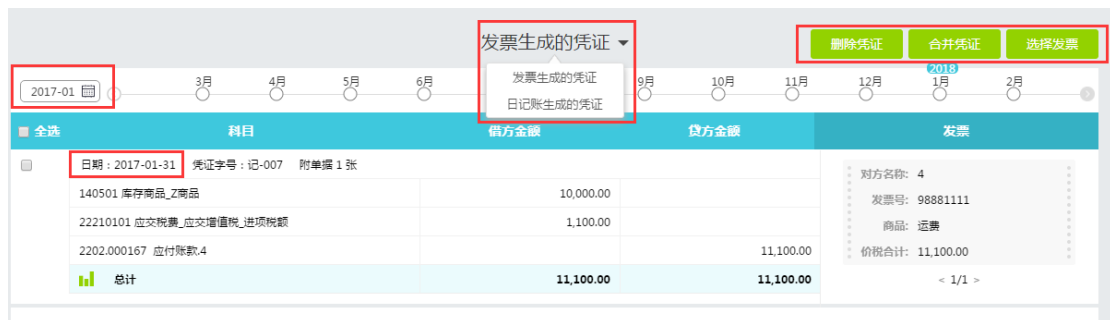 发票生成的凭证
删除凭证 合并凭证 选择发票
发票生成的凭证
日记账生成的凭证
2018
2017-01 3月 4月 5月 6月 9月 10月 11月 12月 1月 2月
全选 科目 借方金额 贷方金额 发票
日期：2017-01-31 凭证字号：记-007 附单据 1 张
140501 库存商品_Z商品 10,000.00
22210101 应交税费_应交增值税_进项税额 1,100.00
2202.000167 应付账款.4 11,100.00
总计 11,100.00 11,100.00
对方名称: 4
发票号: 98881111
商品: 运费
价税合计: 11,100.00
< 1/1 >